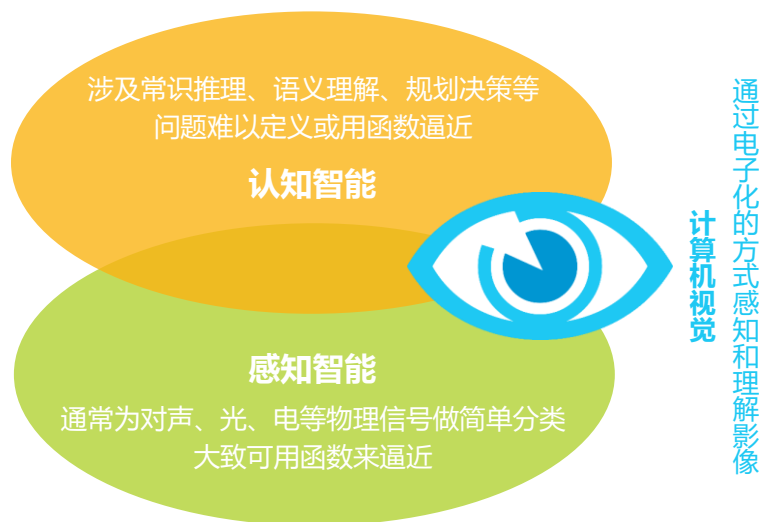 涉及常识推理、语义理解、规划决策等
问题难以定义或用函数逼近
认知智能
感知智能
通常为对声、光、电等物理信号做简单分类
大致可用函数来逼近
计算机视觉
通过电子化的方式感知和理解影像